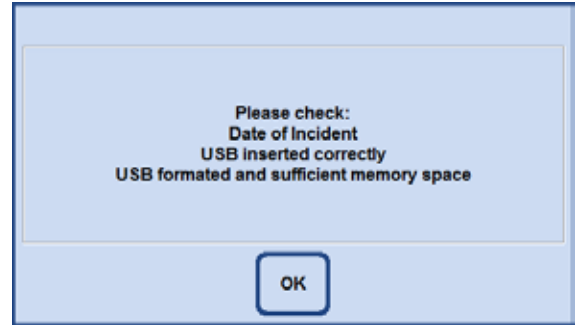 Please check:
Date of Incident
USB inserted correctly
USB formated and sufficient memory space
OK